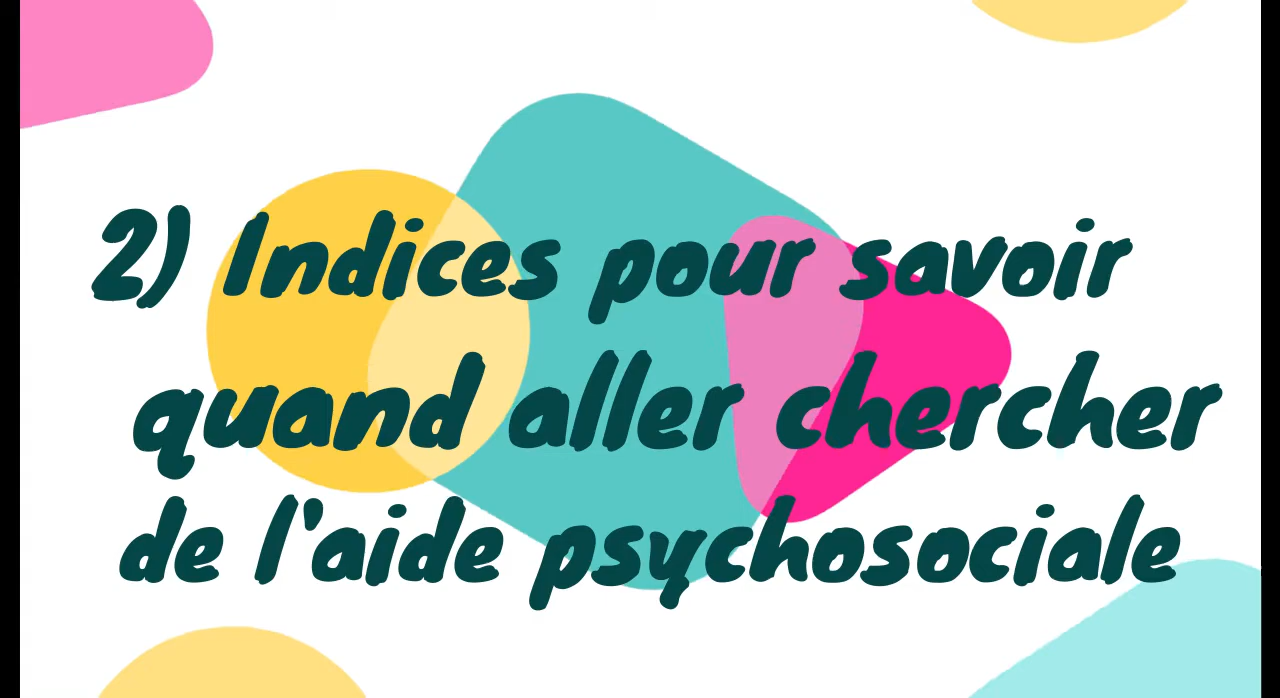 2) Indices pour savoir
quand aller chercher
de l'aide psychosociale